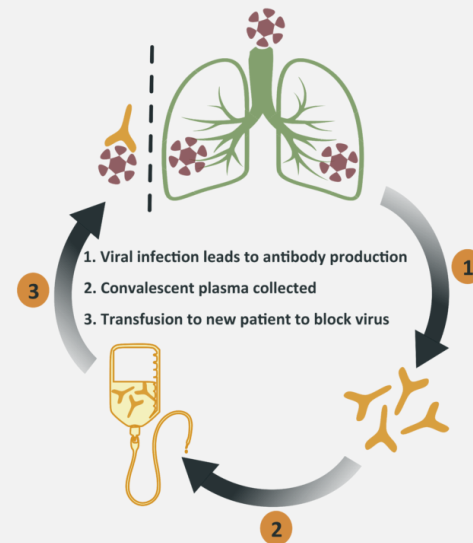 1. Viral infection leads to antibody production
2. Convalescent plasma collected
3. Transfusion to new patient to block virus
1
2
3